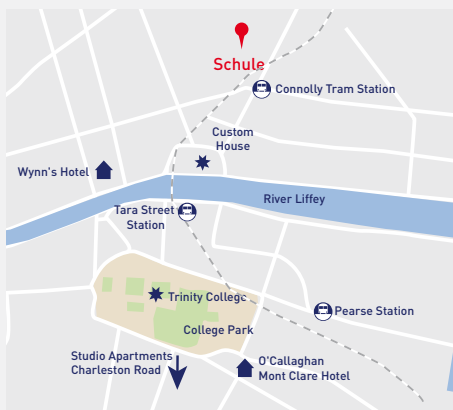 Schule
Connolly Tram Station
Custom
House
Wynn's Hotel
River Liffey
Tara Street
Station
Trinity College
College Park
Pearse Station
Studio Apartments
Charleston Road
O'Callaghan
Mont Clare Hotel